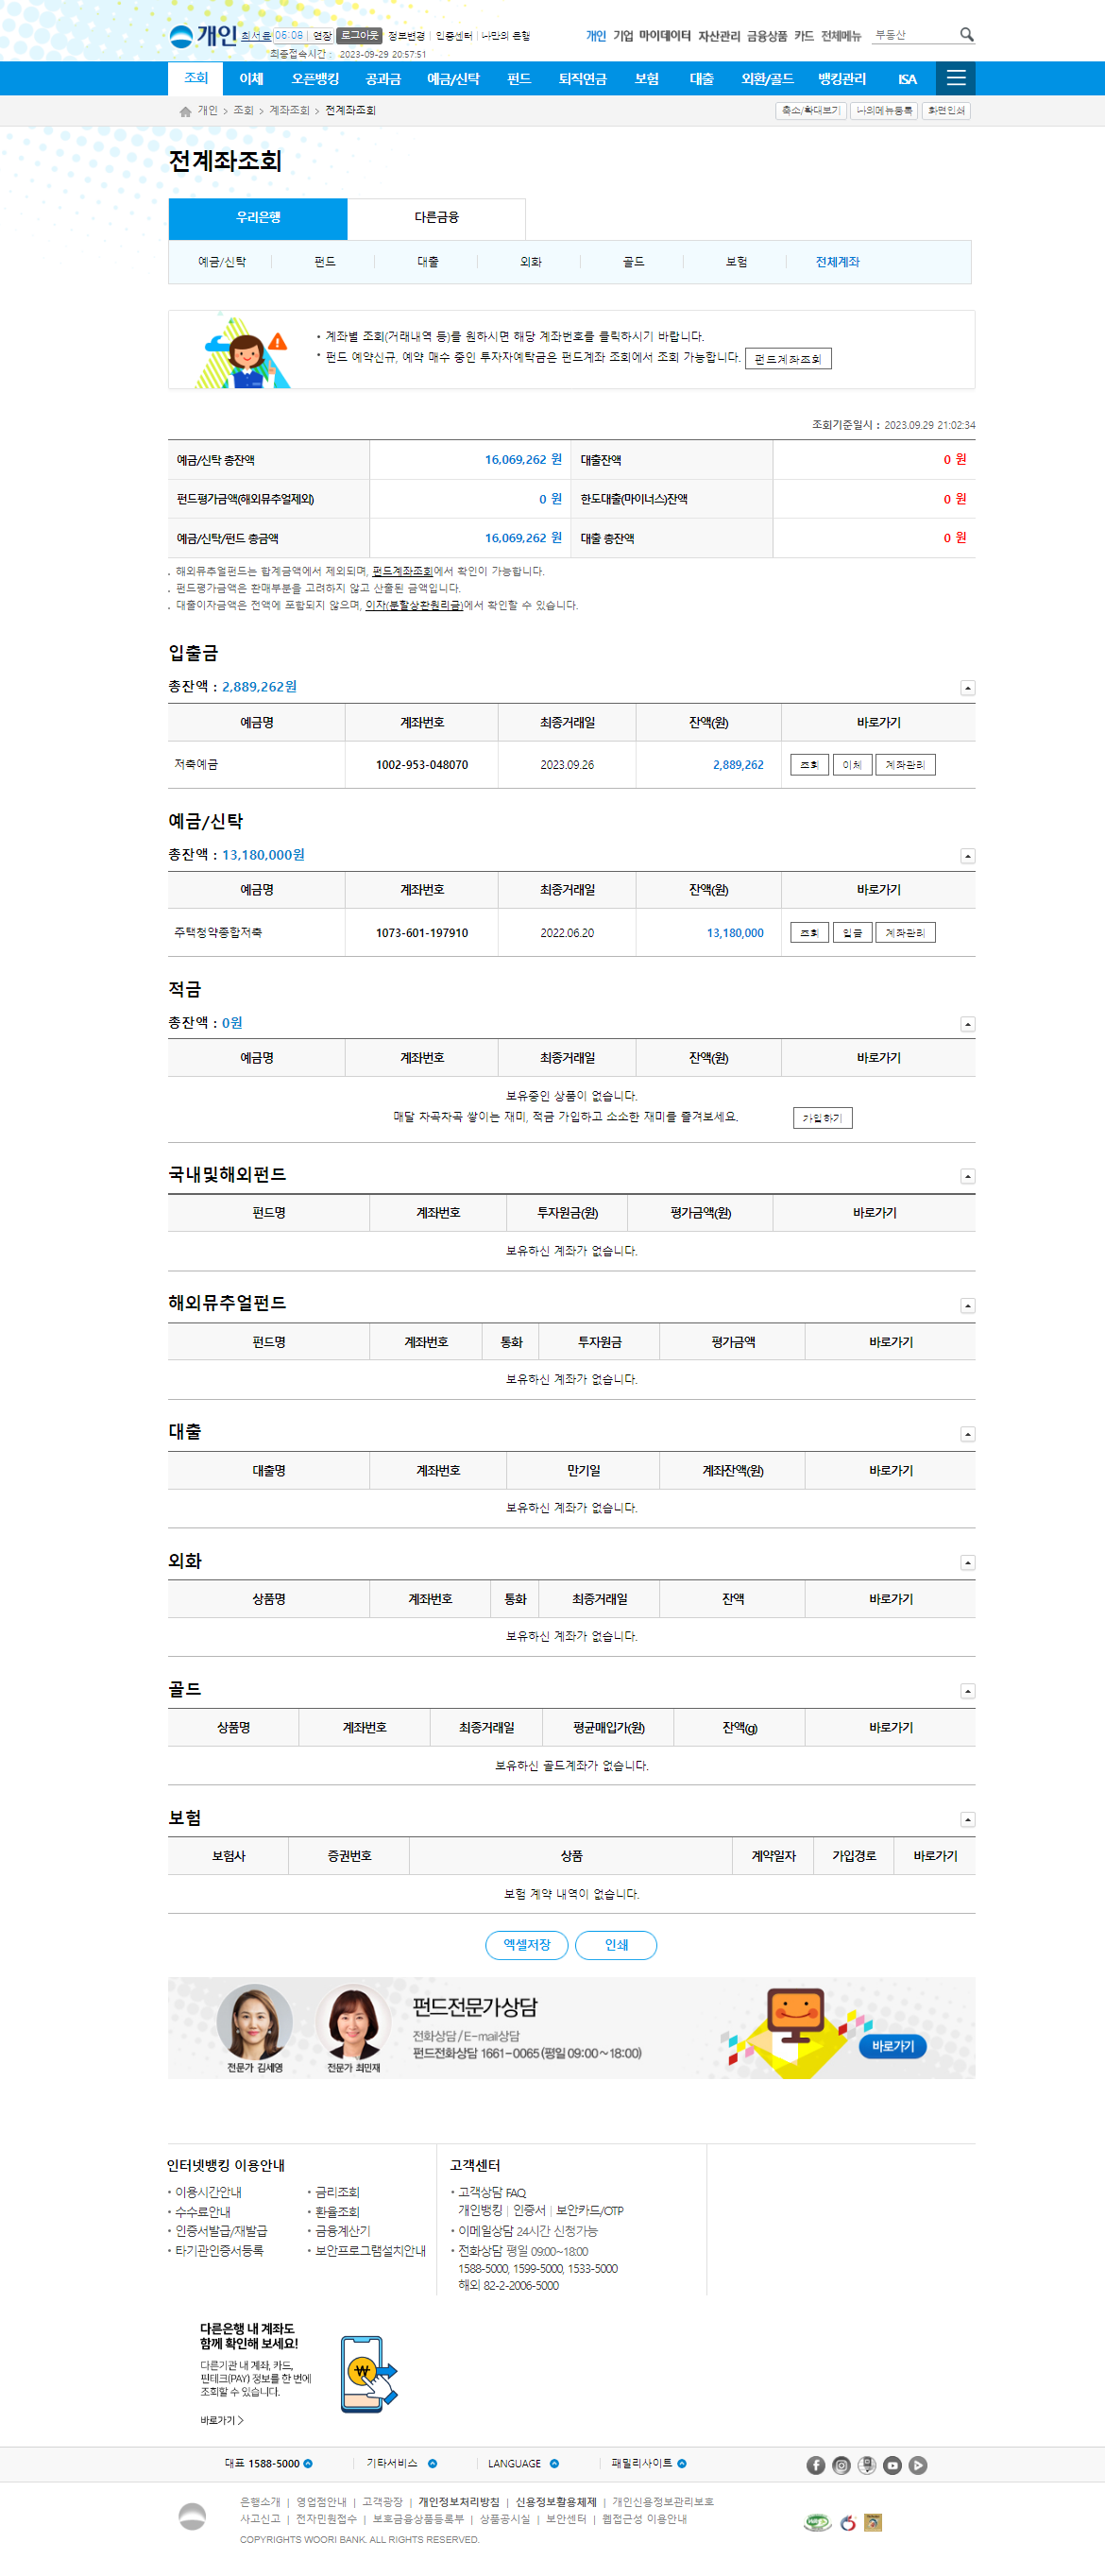 개인 최서윤 05:08 | 연장 로그아웃 정보변경 | 인증센터 | 나만의 은행
개인 기업 마이데이터 자산관리 금융상품 카드 전체메뉴 부동산
최종접속시간 : 2023-09-29 20:57:51
조회 이체 오픈뱅킹 공과금 예금/신탁 펀드 퇴직연금 보험 대출 외환/골드 뱅킹관리 ISA
개인 > 조회 > 계좌조회 > 전계좌조회
축소/확대보기 나의메뉴등록 화면인쇄
전계좌조회
우리은행 다른금융
예금/신탁 펀드 대출 외화 골드 보험 전체계좌
계좌별 조회(거래내역 등)를 원하시면 해당 계좌번호를 클릭하시기 바랍니다.
펀드 예약신규, 예약 매수 중인 투자자예탁금은 펀드계좌 조회에서 조회 가능합니다. 펀드계좌조회
조회기준일시 : 2023.09.29 21:02:34
예금/신탁 총잔액 16,069,262 원 대출잔액 0 원
펀드평가금액(해외뮤추얼제외) 0 원 한도대출(마이너스)잔액 0 원
예금/신탁/펀드 총금액 16,069,262 원 대출 총잔액 0 원
해외뮤추얼펀드는 합계금액에서 제외되며, 펀드계좌조회에서 확인이 가능합니다.
펀드평가금액은 환매부분을 고려하지 않고 산출된 금액입니다.
대출이자금액은 전액에 포함되지 않으며, 이자(분할상환원리금)에서 확인할 수 있습니다.
입출금
총잔액 : 2,889,262원
예금명 계좌번호 최종거래일 잔액(원) 바로가기
저축예금 1002-953-048070 2023.09.26 2,889,262 조회 이체 계좌관리
예금/신탁
총잔액 : 13,180,000원
예금명 계좌번호 최종거래일 잔액(원) 바로가기
주택청약종합저축 1073-601-197910 2022.06.20 13,180,000 조회 입금 계좌관리
적금
총잔액 : 0원
예금명 계좌번호 최종거래일 잔액(원) 바로가기
보유중인 상품이 없습니다.
매달 차곡차곡 쌓이는 재미, 적금 가입하고 소소한 재미를 즐겨보세요. 가입하기
국내및해외펀드
펀드명 계좌번호 투자원금(원) 평가금액(원) 바로가기
보유하신 계좌가 없습니다.
해외뮤추얼펀드
펀드명 계좌번호 통화 투자원금 평가금액 바로가기
보유하신 계좌가 없습니다.
대출
대출명 계좌번호 만기일 계좌잔액(원) 바로가기
보유하신 계좌가 없습니다.
외화
상품명 계좌번호 통화 최종거래일 잔액 바로가기
보유하신 계좌가 없습니다.
골드
상품명 계좌번호 최종거래일 평균매입가(원) 잔액(g) 바로가기
보유하신 골드계좌가 없습니다.
보험
보험사 증권번호 상품 계약일자 가입경로 바로가기
보험 계약 내역이 없습니다.
엑셀저장 인쇄
펀드전문가상담
전화상담 / E-mail상담
펀드전화상담 1661-0065 (평일 09:00 ~ 18:00)
바로가기
전문가 김세영 전문가 최민재
인터넷뱅킹 이용안내
이용시간안내 금리조회
수수료안내 환율조회
인증서발급/재발급 금융계산기
타기관인증서등록 보안프로그램설치안내
고객센터
고객상담 FAQ
개인뱅킹 | 인증서 | 보안카드/OTP
이메일상담 24시간 신청가능
전화상담 평일 09:00~18:00
1588-5000, 1599-5000, 1533-5000
해외 82-2-2006-5000
다른은행 내 계좌도
함께 확인해 보세요!
다른기관 내 계좌, 카드,
핀테크(PAY) 정보를 한 번에
조회할 수 있습니다.
바로가기 >
대표 1588-5000 기타서비스 LANGUAGE 패밀리사이트
은행소개 | 영업점안내 | 고객광장 | 개인정보처리방침 | 신용정보활용체제 | 개인신용정보관리보호
사고신고 | 전자민원접수 | 보호금융상품등록부 | 상품공시실 | 보안센터 | 웹접근성 이용안내
COPYRIGHTS WOORI BANK. ALL RIGHTS RESERVED.